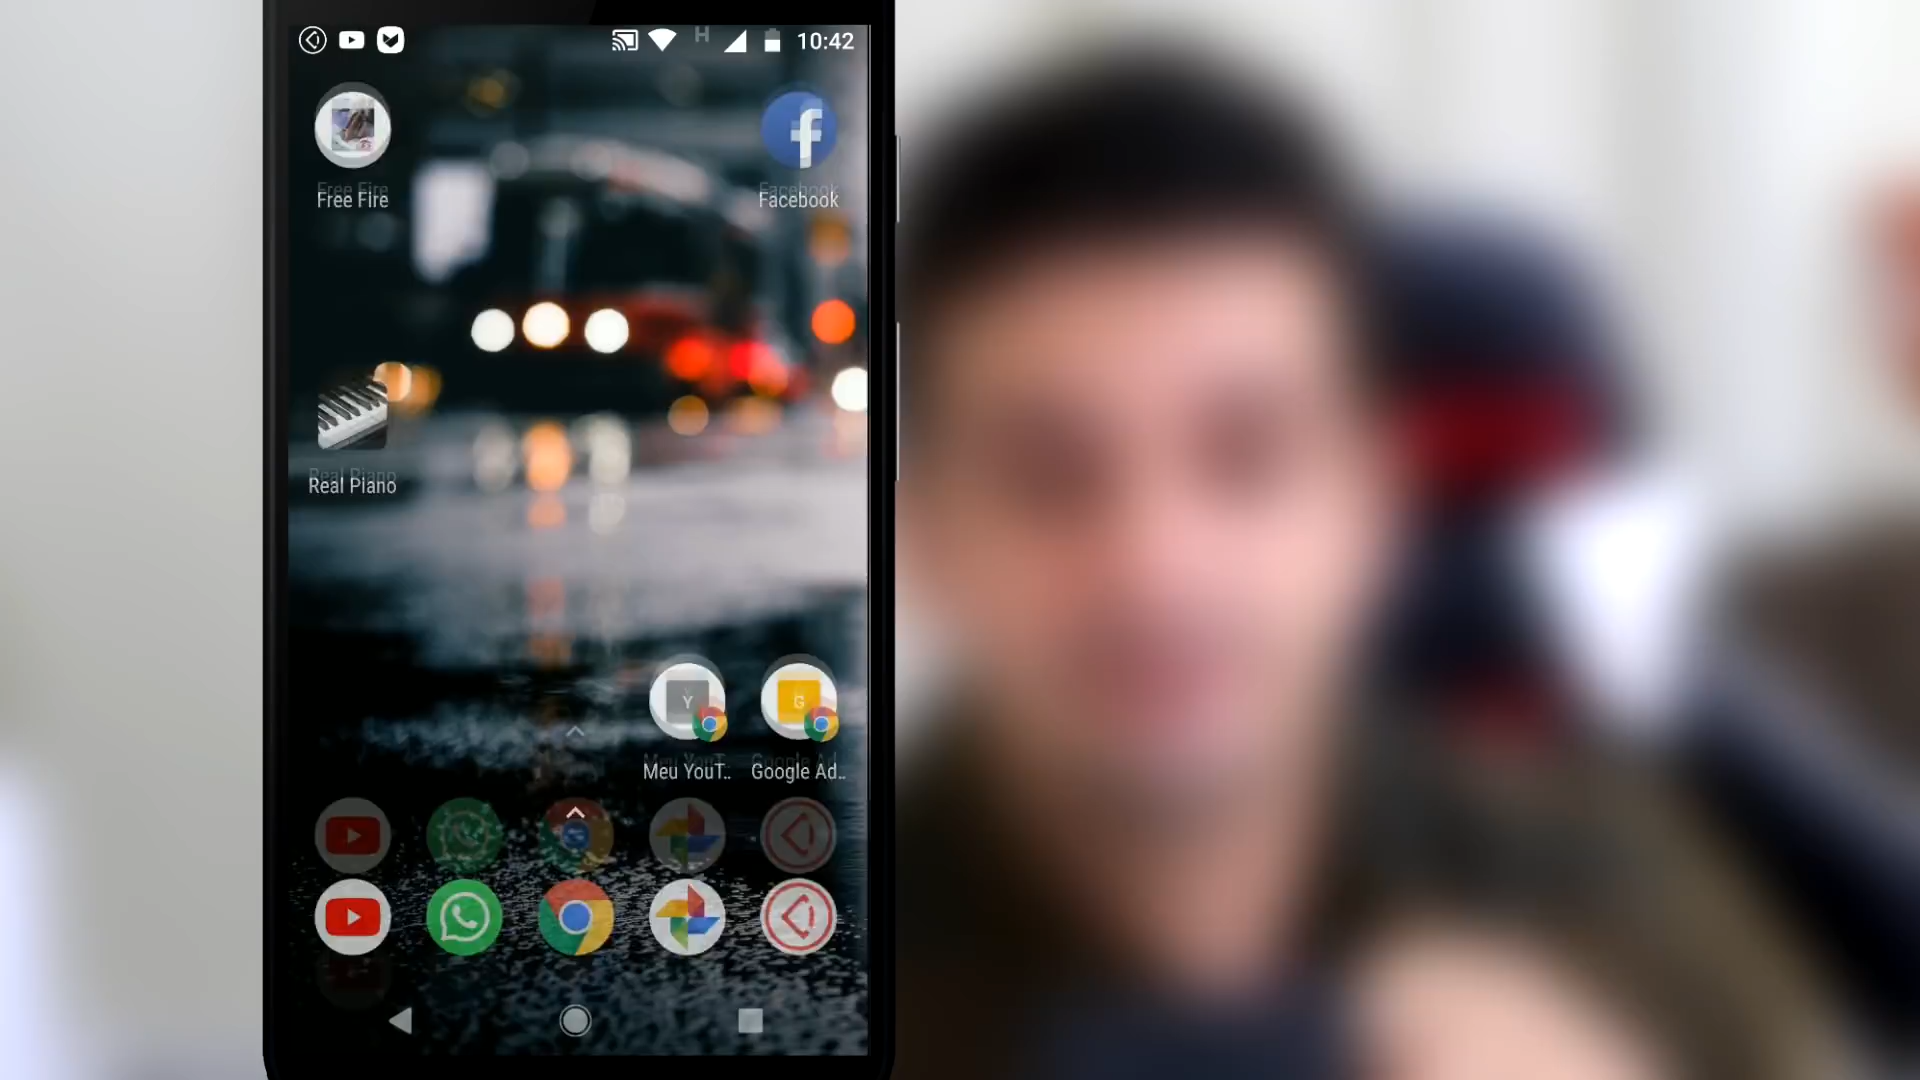 H 10:42
Free Fire
Facebook
Real Piano
Y
G
Meu YouT..
Google Ad..